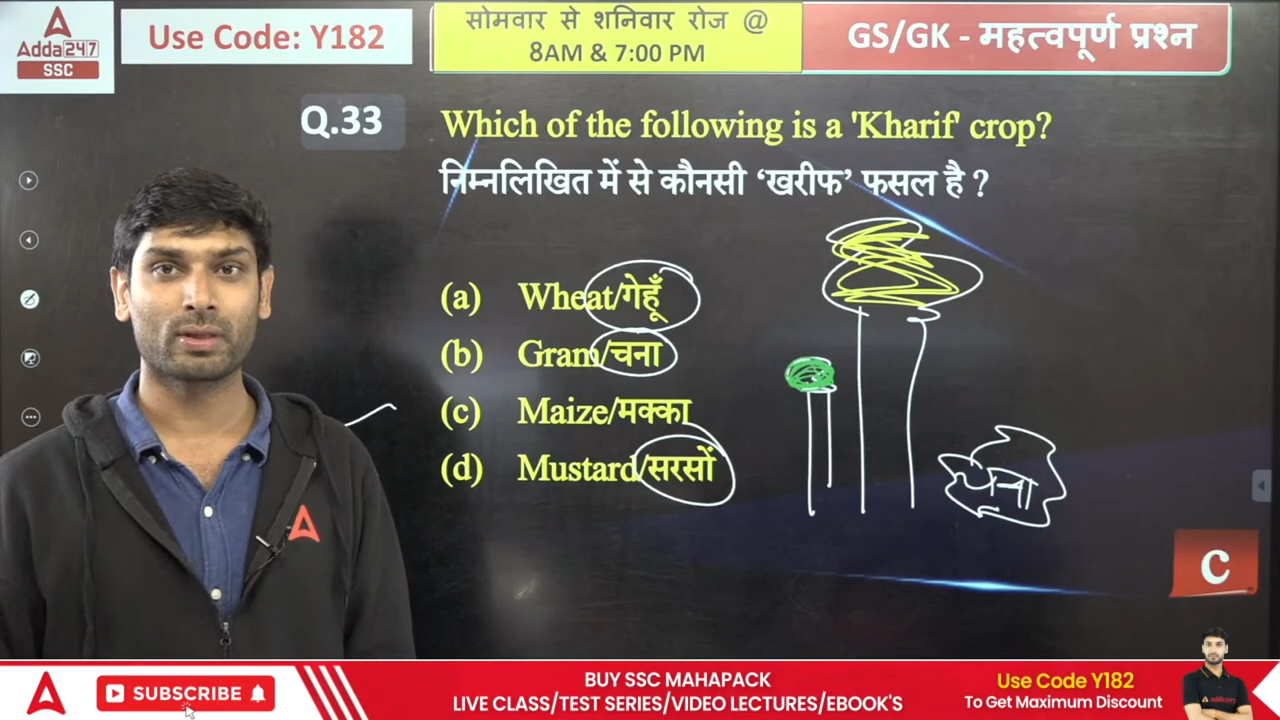 Adda247
SSC
Use Code: Y182
सोमवार से शनिवार रोज @
8AM & 7:00 PM
GS/GK - महत्वपूर्ण प्रश्न
Q.33
Which of the following is a 'Kharif' crop?
निम्नलिखित में से कौनसी ‘खरीफ’ फसल है ?
(a) Wheat/गेहूँ
(b) Gram/चना
(c) Maize/मक्का
(d) Mustard/सरसों
चना
C
SUBSCRIBE
BUY SSC MAHAPACK
LIVE CLASS/TEST SERIES/VIDEO LECTURES/EBOOK'S
Use Code Y182
To Get Maximum Discount